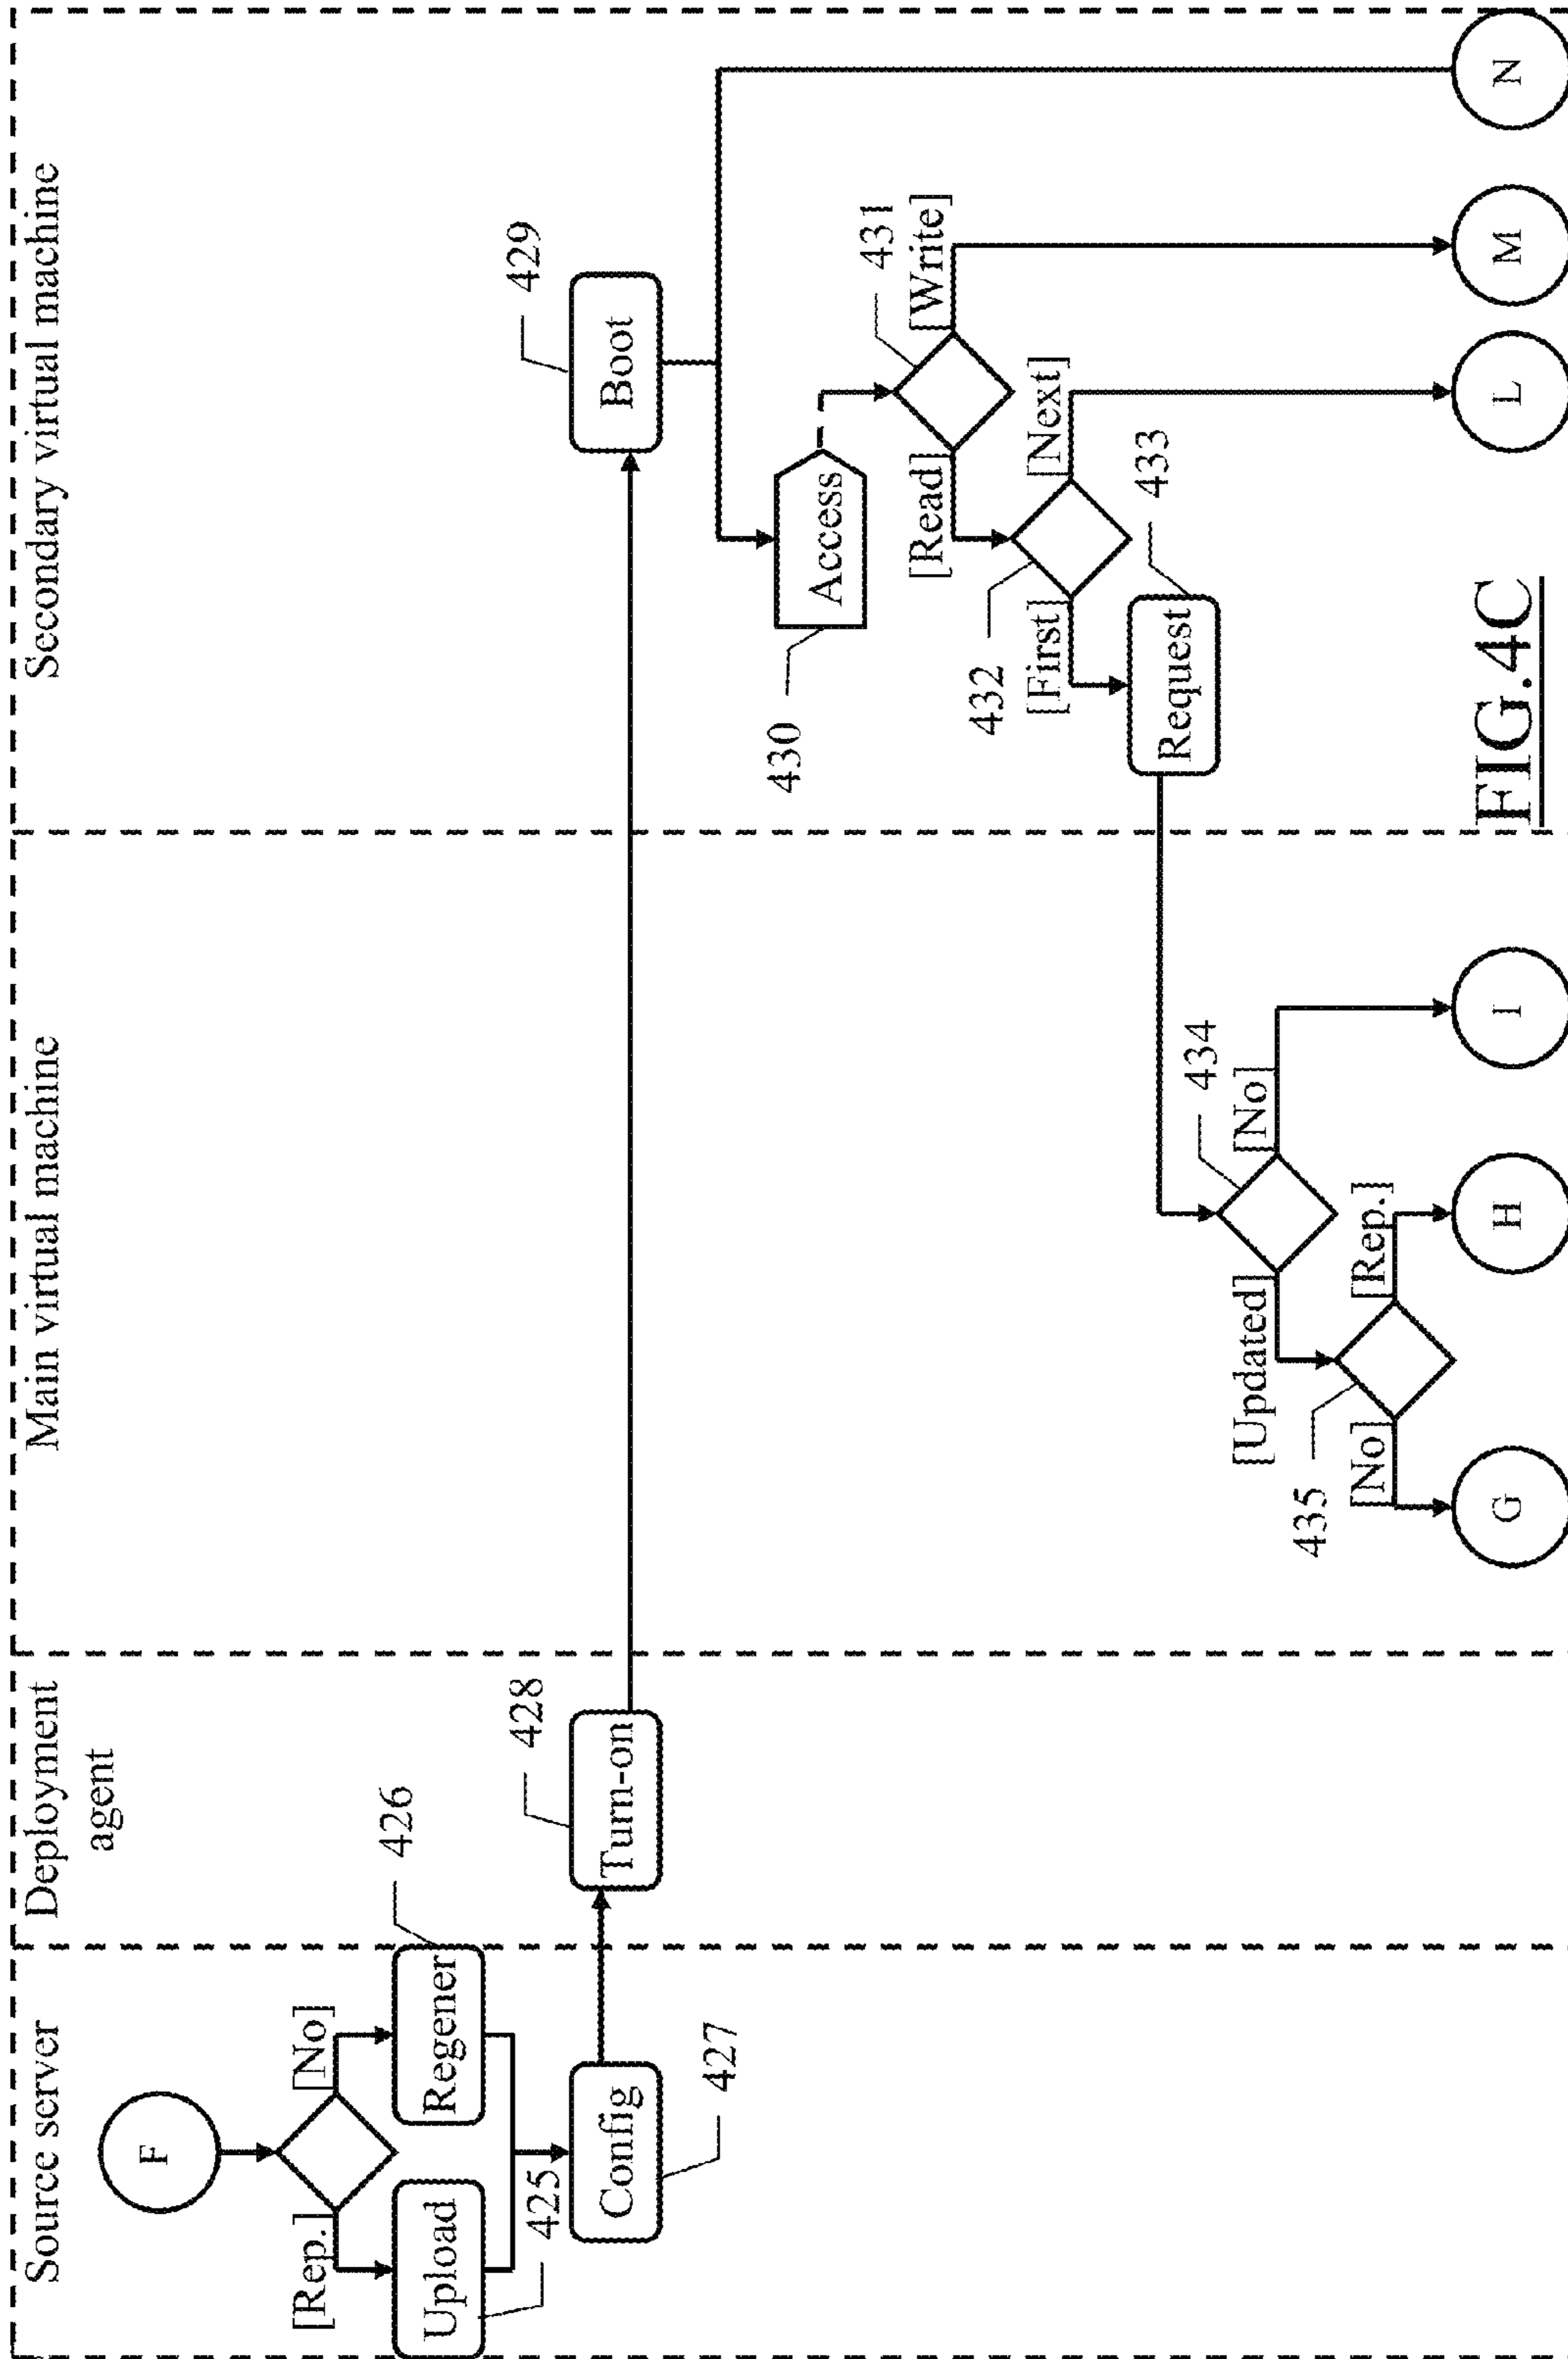 Source server
Deployment
agent
Main virtual machine
Secondary virtual machine
F
[Rep.]
[No]
Upload
425
Regener
426
Config
427
Turn-on
428
Boot
429
Access
430
431
[Read]
[Write]
432
[First]
[Next]
Request
433
434
[Updated]
[No]
435
[No]
[Rep.]
G
H
I
L
M
N
FIG.4C